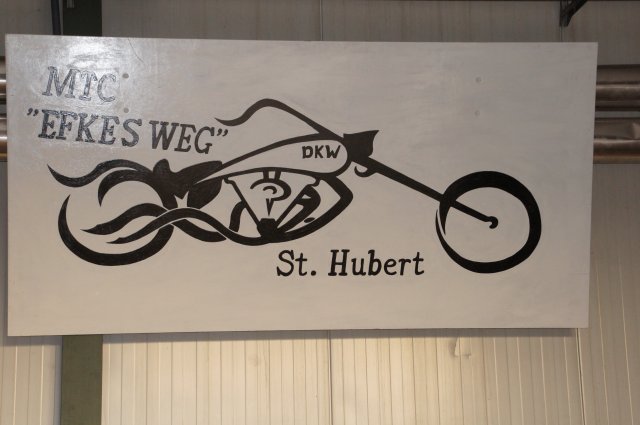 MTC
"EFKES WEG"
DKW
St. Hubert